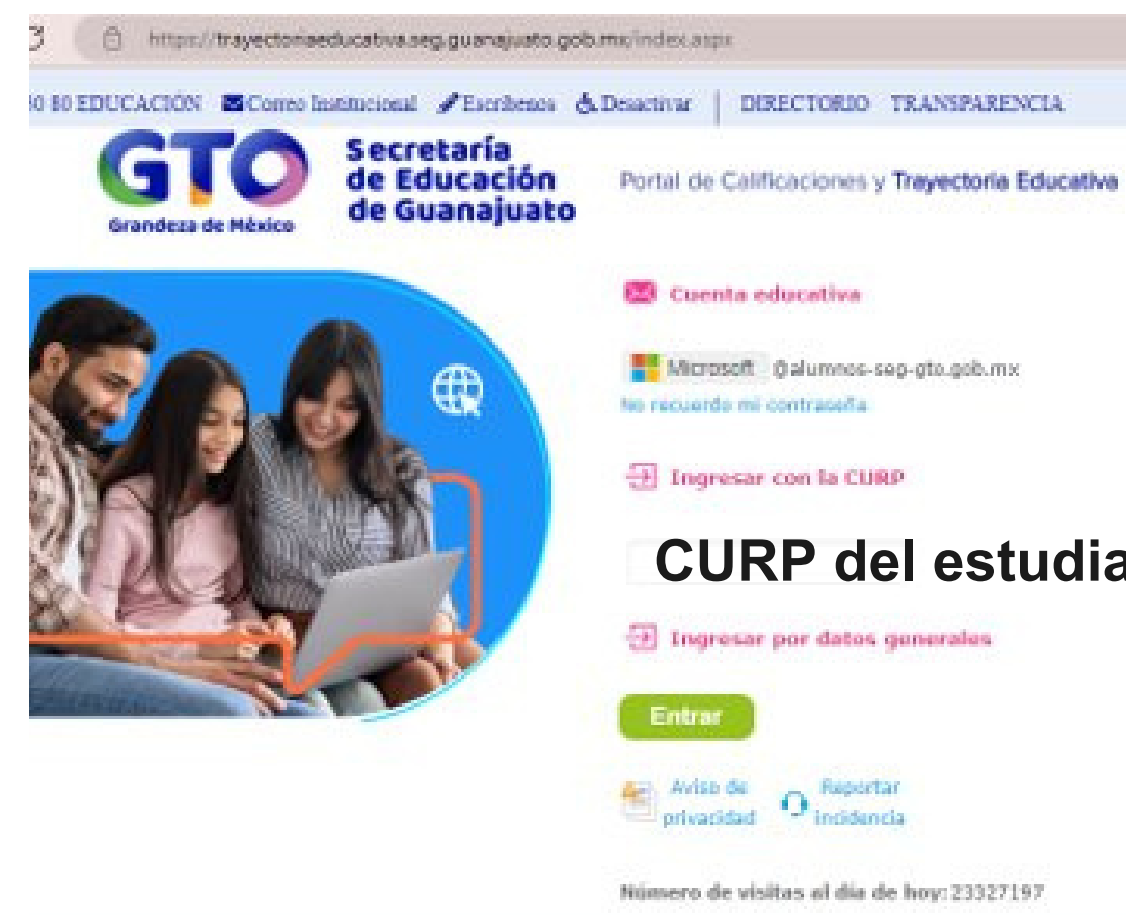 https://trayectoriaeducativa.seg.guanajuato.gob.mx/index.aspx
80 EDUCACIÓN Correo Institucional Escríbenos Desactivar | DIRECTORIO TRANSPARENCIA
GTO
Grandeza de México
Secretaría
de Educación
de Guanajuato
Portal de Calificaciones y Trayectoria Educativa
Cuenta educativa
Microsoft @alumnos-seg-gto.gob.mx
No recuerdo mi contraseña
Ingresar con la CURP
CURP del estudia
Ingresar por datos generales
Entrar
Aviso de
privacidad
Reportar
incidencia
Número de visitas al día de hoy:23327197